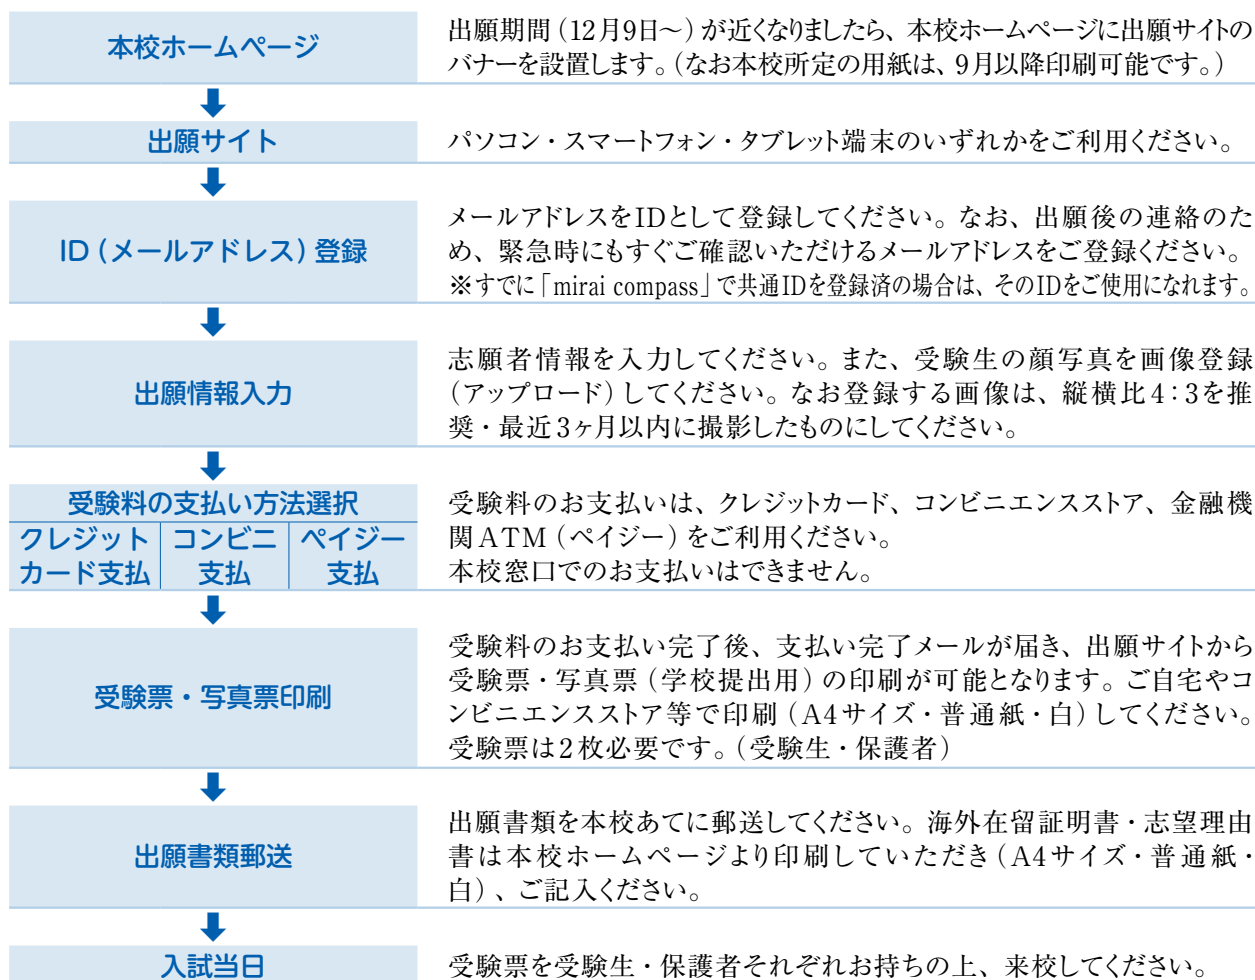 本校ホームページ
出願期間(12月9日～)が近くなりましたら、本校ホームページに出願サイトの
バナーを設置します。(なお本校所定の用紙は、9月以降印刷可能です。)
出願サイト
パソコン・スマートフォン・タブレット端末のいずれかをご利用ください。
ID(メールアドレス)登録
メールアドレスをIDとして登録してください。なお、出願後の連絡のた
め、緊急時にもすぐご確認いただけるメールアドレスをご登録ください。
※すでに「mirai compass」で共通IDを登録済の場合は、そのIDをご使用になれます。
出願情報入力
志願者情報を入力してください。また、受験生の顔写真を画像登録
(アップロード)してください。なお登録する画像は、縦横比4:3を推
奨・最近3ヶ月以内に撮影したものにしてください。
受験料の支払い方法選択
クレジット
カード支払
コンビニ
支払
ペイジー
支払
受験料のお支払いは、クレジットカード、コンビニエンスストア、金融機
関ATM(ペイジー)をご利用ください。
本校窓口でのお支払いはできません。
受験票・写真票印刷
受験料のお支払い完了後、支払い完了メールが届き、出願サイトから
受験票・写真票(学校提出用)の印刷が可能となります。ご自宅やコ
ンビニエンスストア等で印刷(A4サイズ・普通紙・白)してください。
受験票は2枚必要です。(受験生・保護者)
出願書類郵送
出願書類を本校あてに郵送してください。海外在留証明書・志望理由
書は本校ホームページより印刷していただき(A4サイズ・普通紙・
白)、ご記入ください。
入試当日
受験票を受験生・保護者それぞれお持ちの上、来校してください。